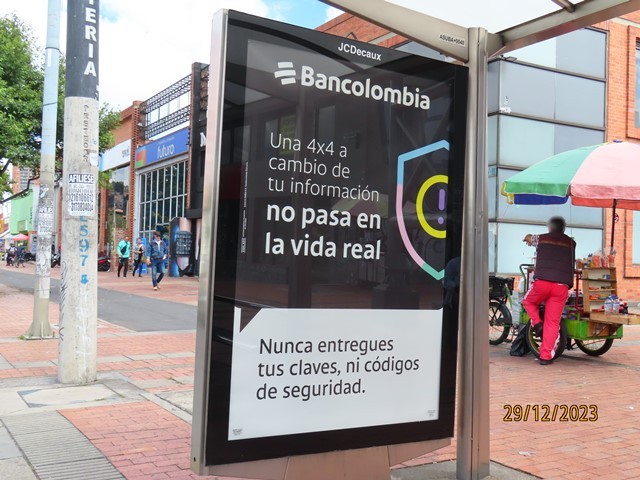 JCDecaux
Bancolombia
Una 4x4 a
cambio de
tu información
no pasa en
la vida real
Nunca entregues
tus claves, ni códigos
de seguridad.
futuro
TERIA
AFILIESE
29/12/2023